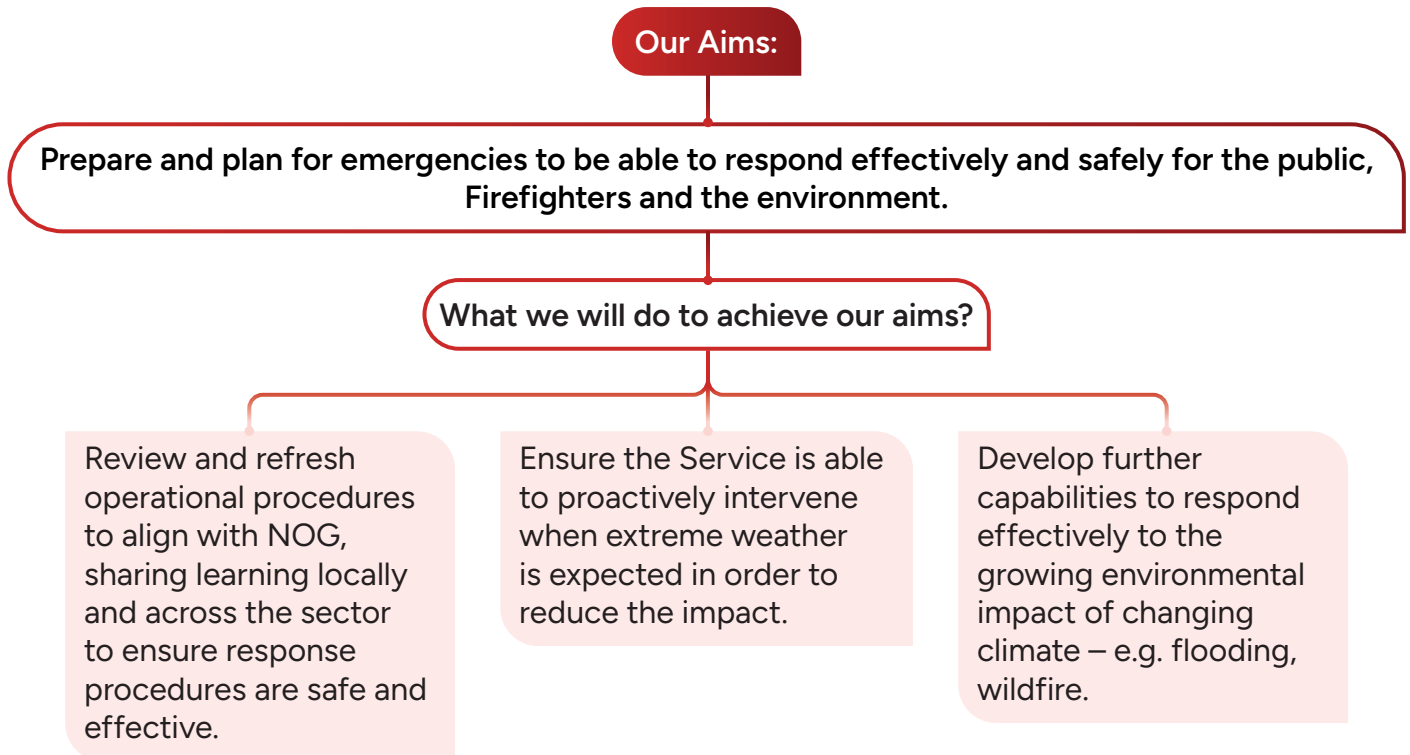 Our Aims:
Prepare and plan for emergencies to be able to respond effectively and safely for the public,
Firefighters and the environment.
What we will do to achieve our aims?
Review and refresh
operational procedures
to align with NOG,
sharing learning locally
and across the sector
to ensure response
procedures are safe and
effective.
Ensure the Service is able
to proactively intervene
when extreme weather
is expected in order to
reduce the impact.
Develop further
capabilities to respond
effectively to the
growing environmental
impact of changing
climate – e.g. flooding,
wildfire.